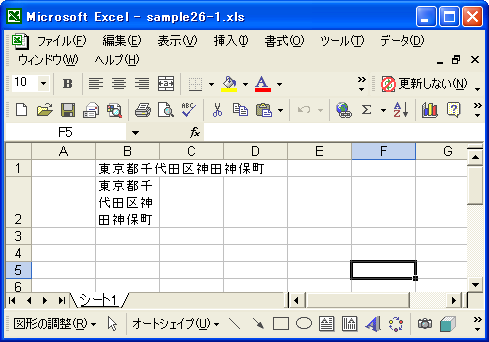 Microsoft Excel - sample26-1.xls
ファイル(F) 編集(E) 表示(V) 挿入(I) 書式(O) ツール(T) データ(D)
ウィンドウ(W) ヘルプ(H)
10 B A 更新しない(N)
ABC Σ A Z
F5 fx
A B C D E F G
1 東京都千代田区神田神保町
東京都千
代田区神
2 田神保町
3
4
5
6
シート1
図形の調整(R) オートシェイプ(U) A